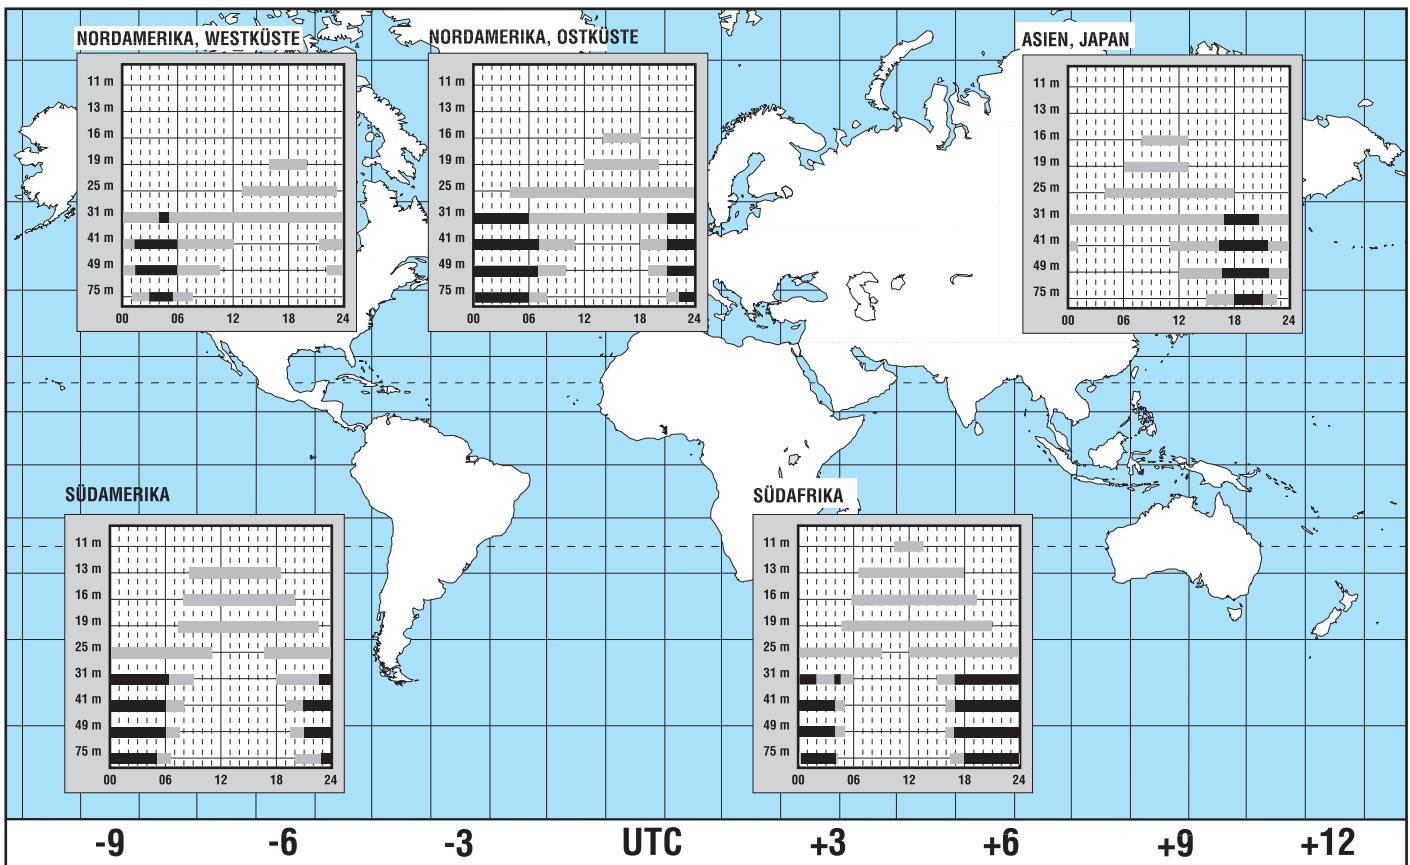 NORDAMERIKA, WESTKÜSTE
11 m
13 m
16 m
19 m
25 m
31 m
41 m
49 m
75 m
00 06 12 18 24
NORDAMERIKA, OSTKÜSTE
11 m
13 m
16 m
19 m
25 m
31 m
41 m
49 m
75 m
00 06 12 18 24
ASIEN, JAPAN
11 m
13 m
16 m
19 m
25 m
31 m
41 m
49 m
75 m
00 06 12 18 24
SÜDAMERIKA
11 m
13 m
16 m
19 m
25 m
31 m
41 m
49 m
75 m
00 06 12 18 24
SÜDAFRIKA
11 m
13 m
16 m
19 m
25 m
31 m
41 m
49 m
75 m
00 06 12 18 24
-9 -6 -3 UTC +3 +6 +9 +12